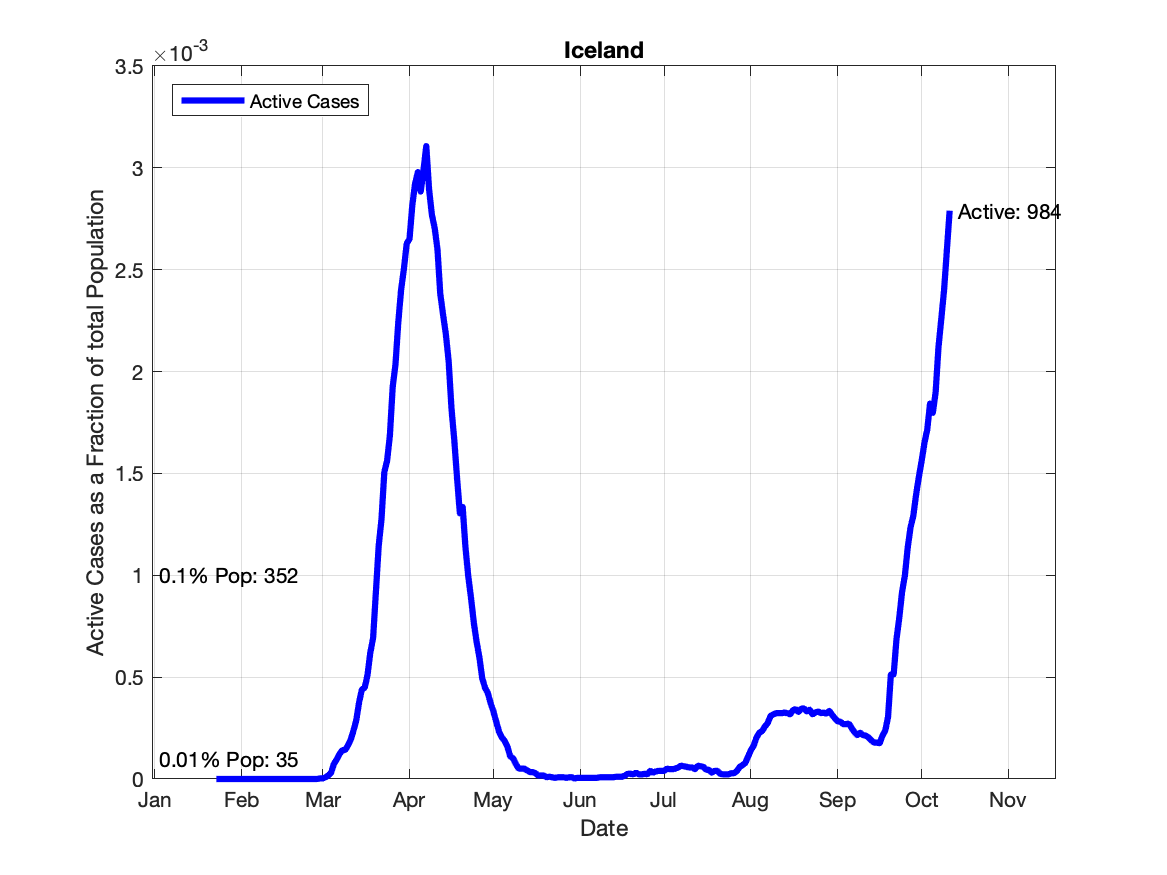 Iceland
×10-3
3.5
3
2.5
2
1.5
1
0.5
0
Active Cases
Active: 984
0.1% Pop: 352
0.01% Pop: 35
Active Cases as a Fraction of total Population
Jan Feb Mar Apr May Jun Jul Aug Sep Oct Nov
Date